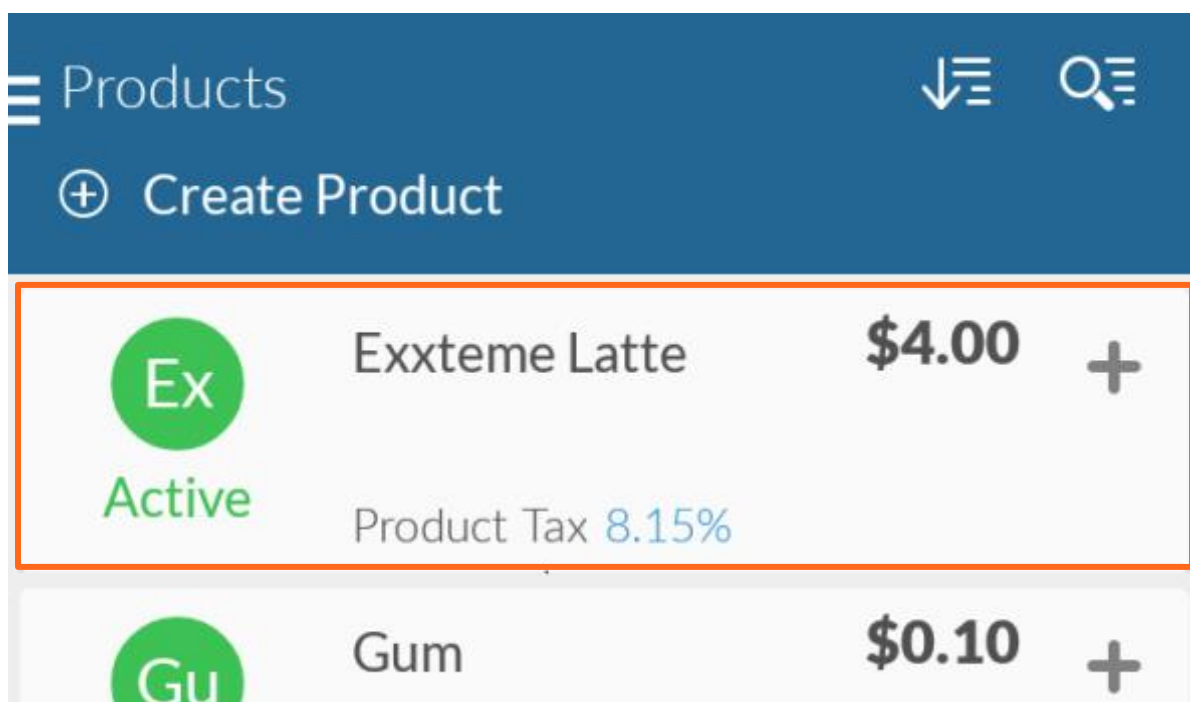 Products
Create Product
Ex
Exxteme Latte
$4.00
Active
Product Tax 8.15%
Gu
Gum
$0.10